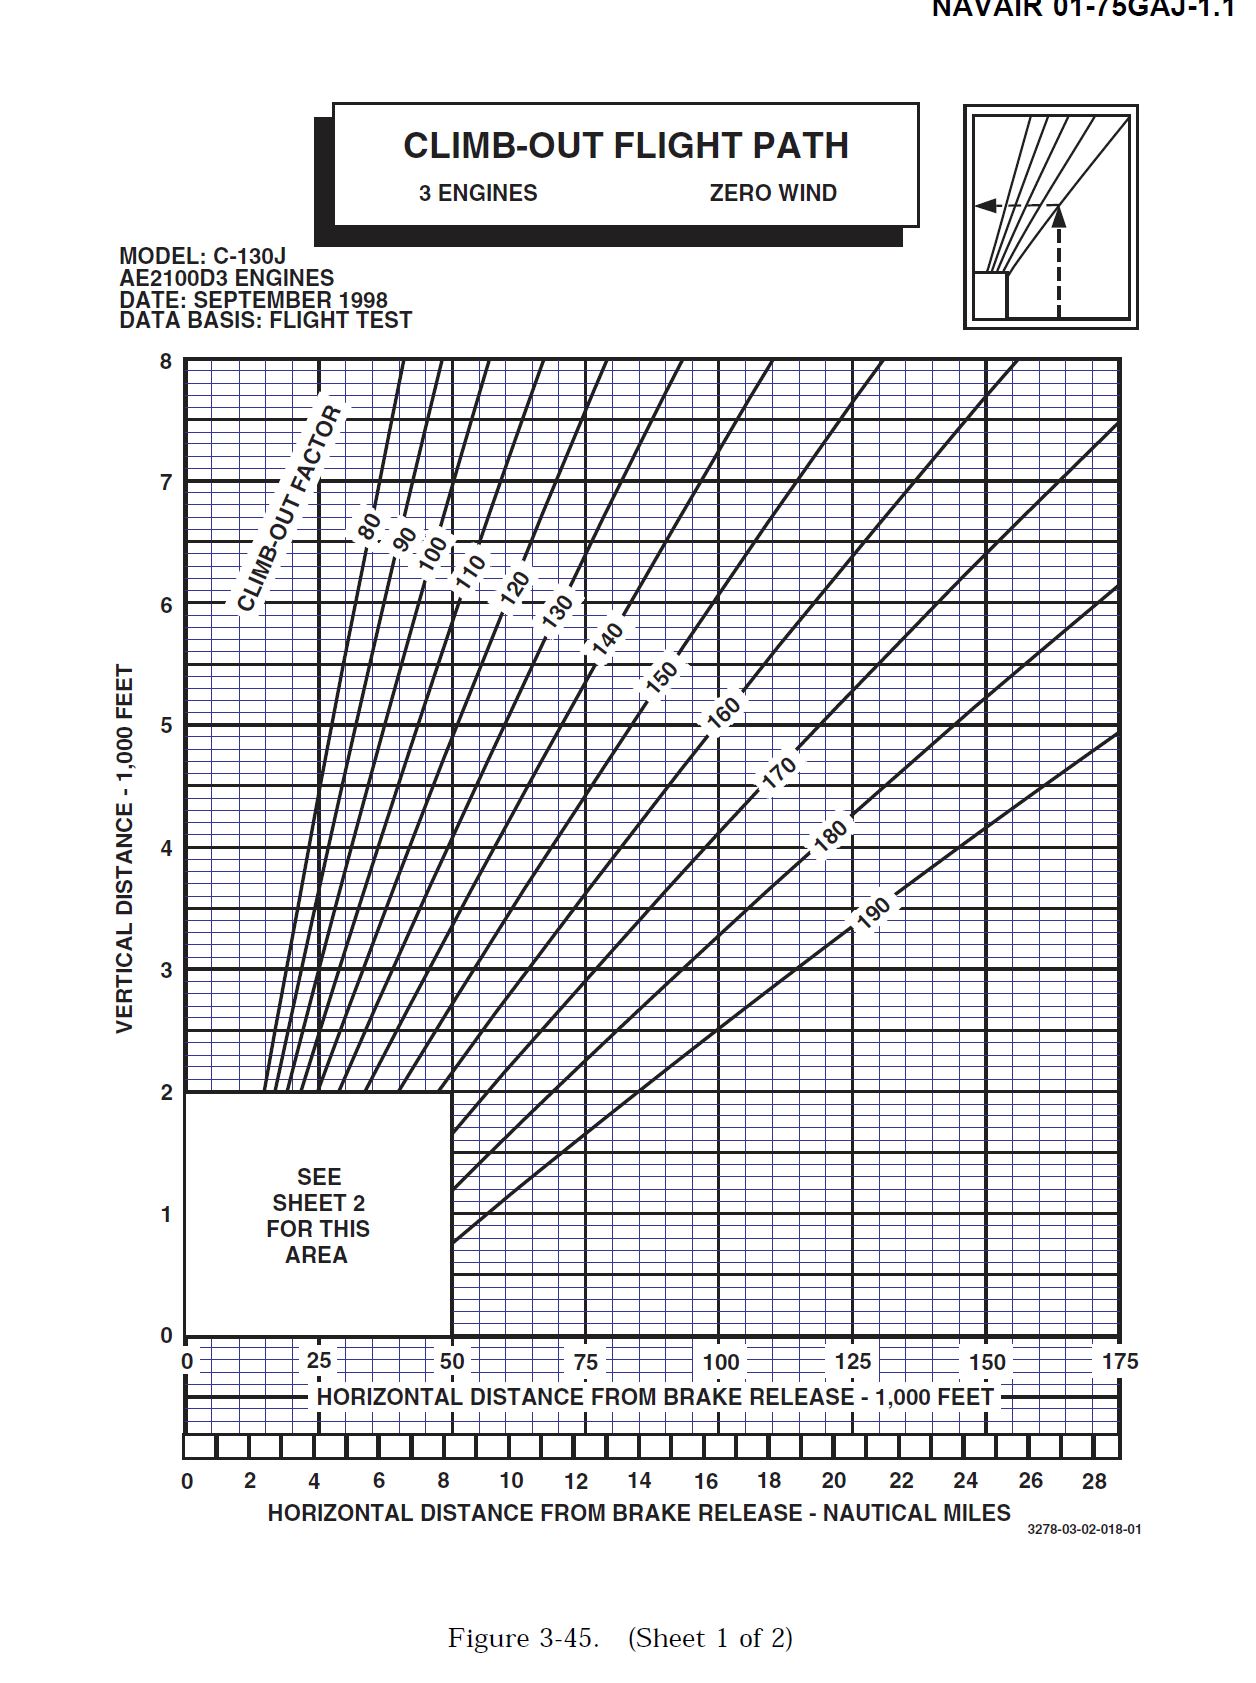 NAVAIR 01-75GAJ-1.1
CLIMB-OUT FLIGHT PATH
3 ENGINES ZERO WIND
MODEL: C-130J
AE2100D3 ENGINES
DATE: SEPTEMBER 1998
DATA BASIS: FLIGHT TEST
8
7
6
5
4
3
2
1
0
VERTICAL DISTANCE - 1,000 FEET
CLIMB-OUT FACTOR
80
90
100
110
120
130
140
150
160
170
180
190
SEE
SHEET 2
FOR THIS
AREA
0 25 50 75 100 125 150 175
HORIZONTAL DISTANCE FROM BRAKE RELEASE - 1,000 FEET
0 2 4 6 8 10 12 14 16 18 20 22 24 26 28
HORIZONTAL DISTANCE FROM BRAKE RELEASE - NAUTICAL MILES
3278-03-02-018-01
Figure 3-45. (Sheet 1 of 2)